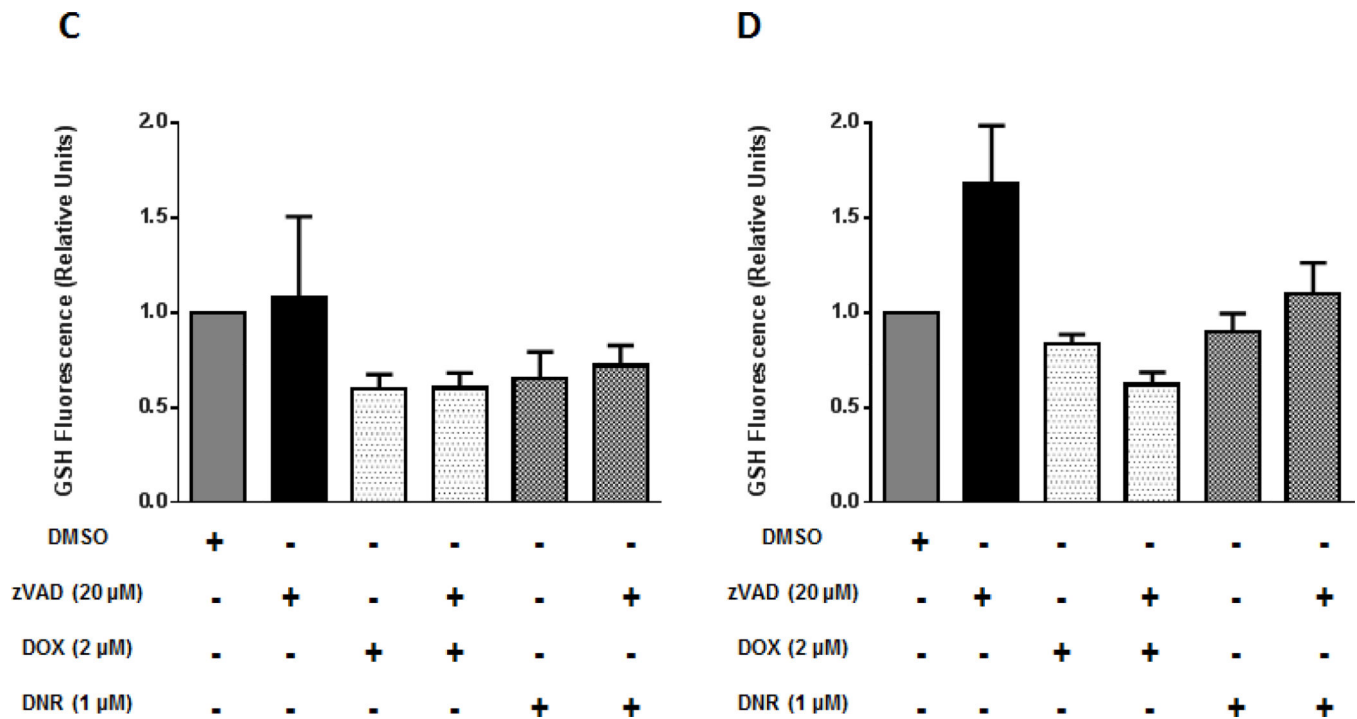 C
D
GSH Fluorescence (Relative Units)
2.0
1.5
1.0
0.5
0.0
GSH Fluorescence (Relative Units)
2.0
1.5
1.0
0.5
0.0
DMSO + - - - - -
zVAD (20 µM) - + - + - +
DOX (2 µM) - - + + - -
DNR (1 µM) - - - - + +
DMSO + - - - - -
zVAD (20 µM) - + - + - +
DOX (2 µM) - - + + - -
DNR (1 µM) - - - - + +